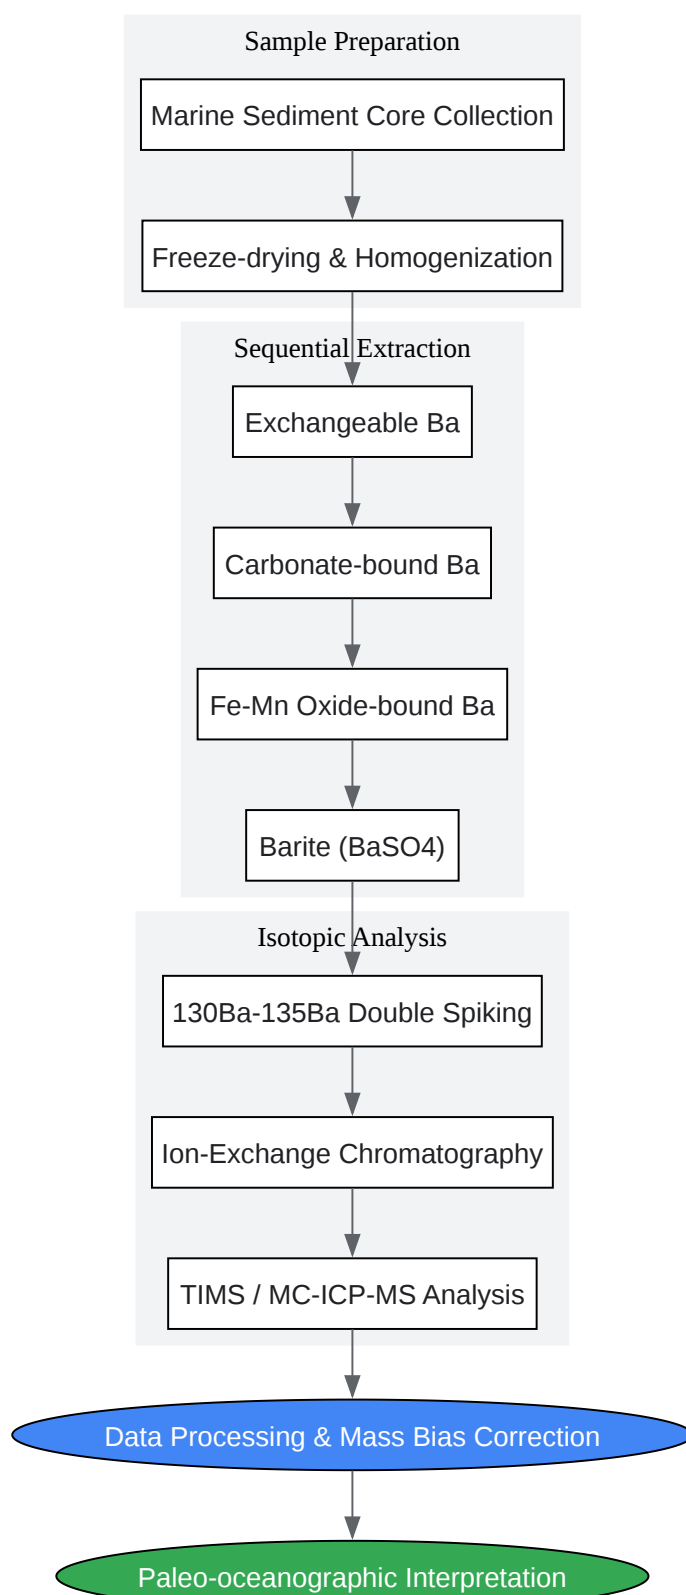 Sample Preparation
Marine Sediment Core Collection
Freeze-drying & Homogenization
Sequential Extraction
Exchangeable Ba
Carbonate-bound Ba
Fe-Mn Oxide-bound Ba
Barite (BaSO4)
Isotopic Analysis
130Ba-135Ba Double Spiking
Ion-Exchange Chromatography
TIMS / MC-ICP-MS Analysis
Data Processing & Mass Bias Correction
Paleo-oceanographic Interpretation